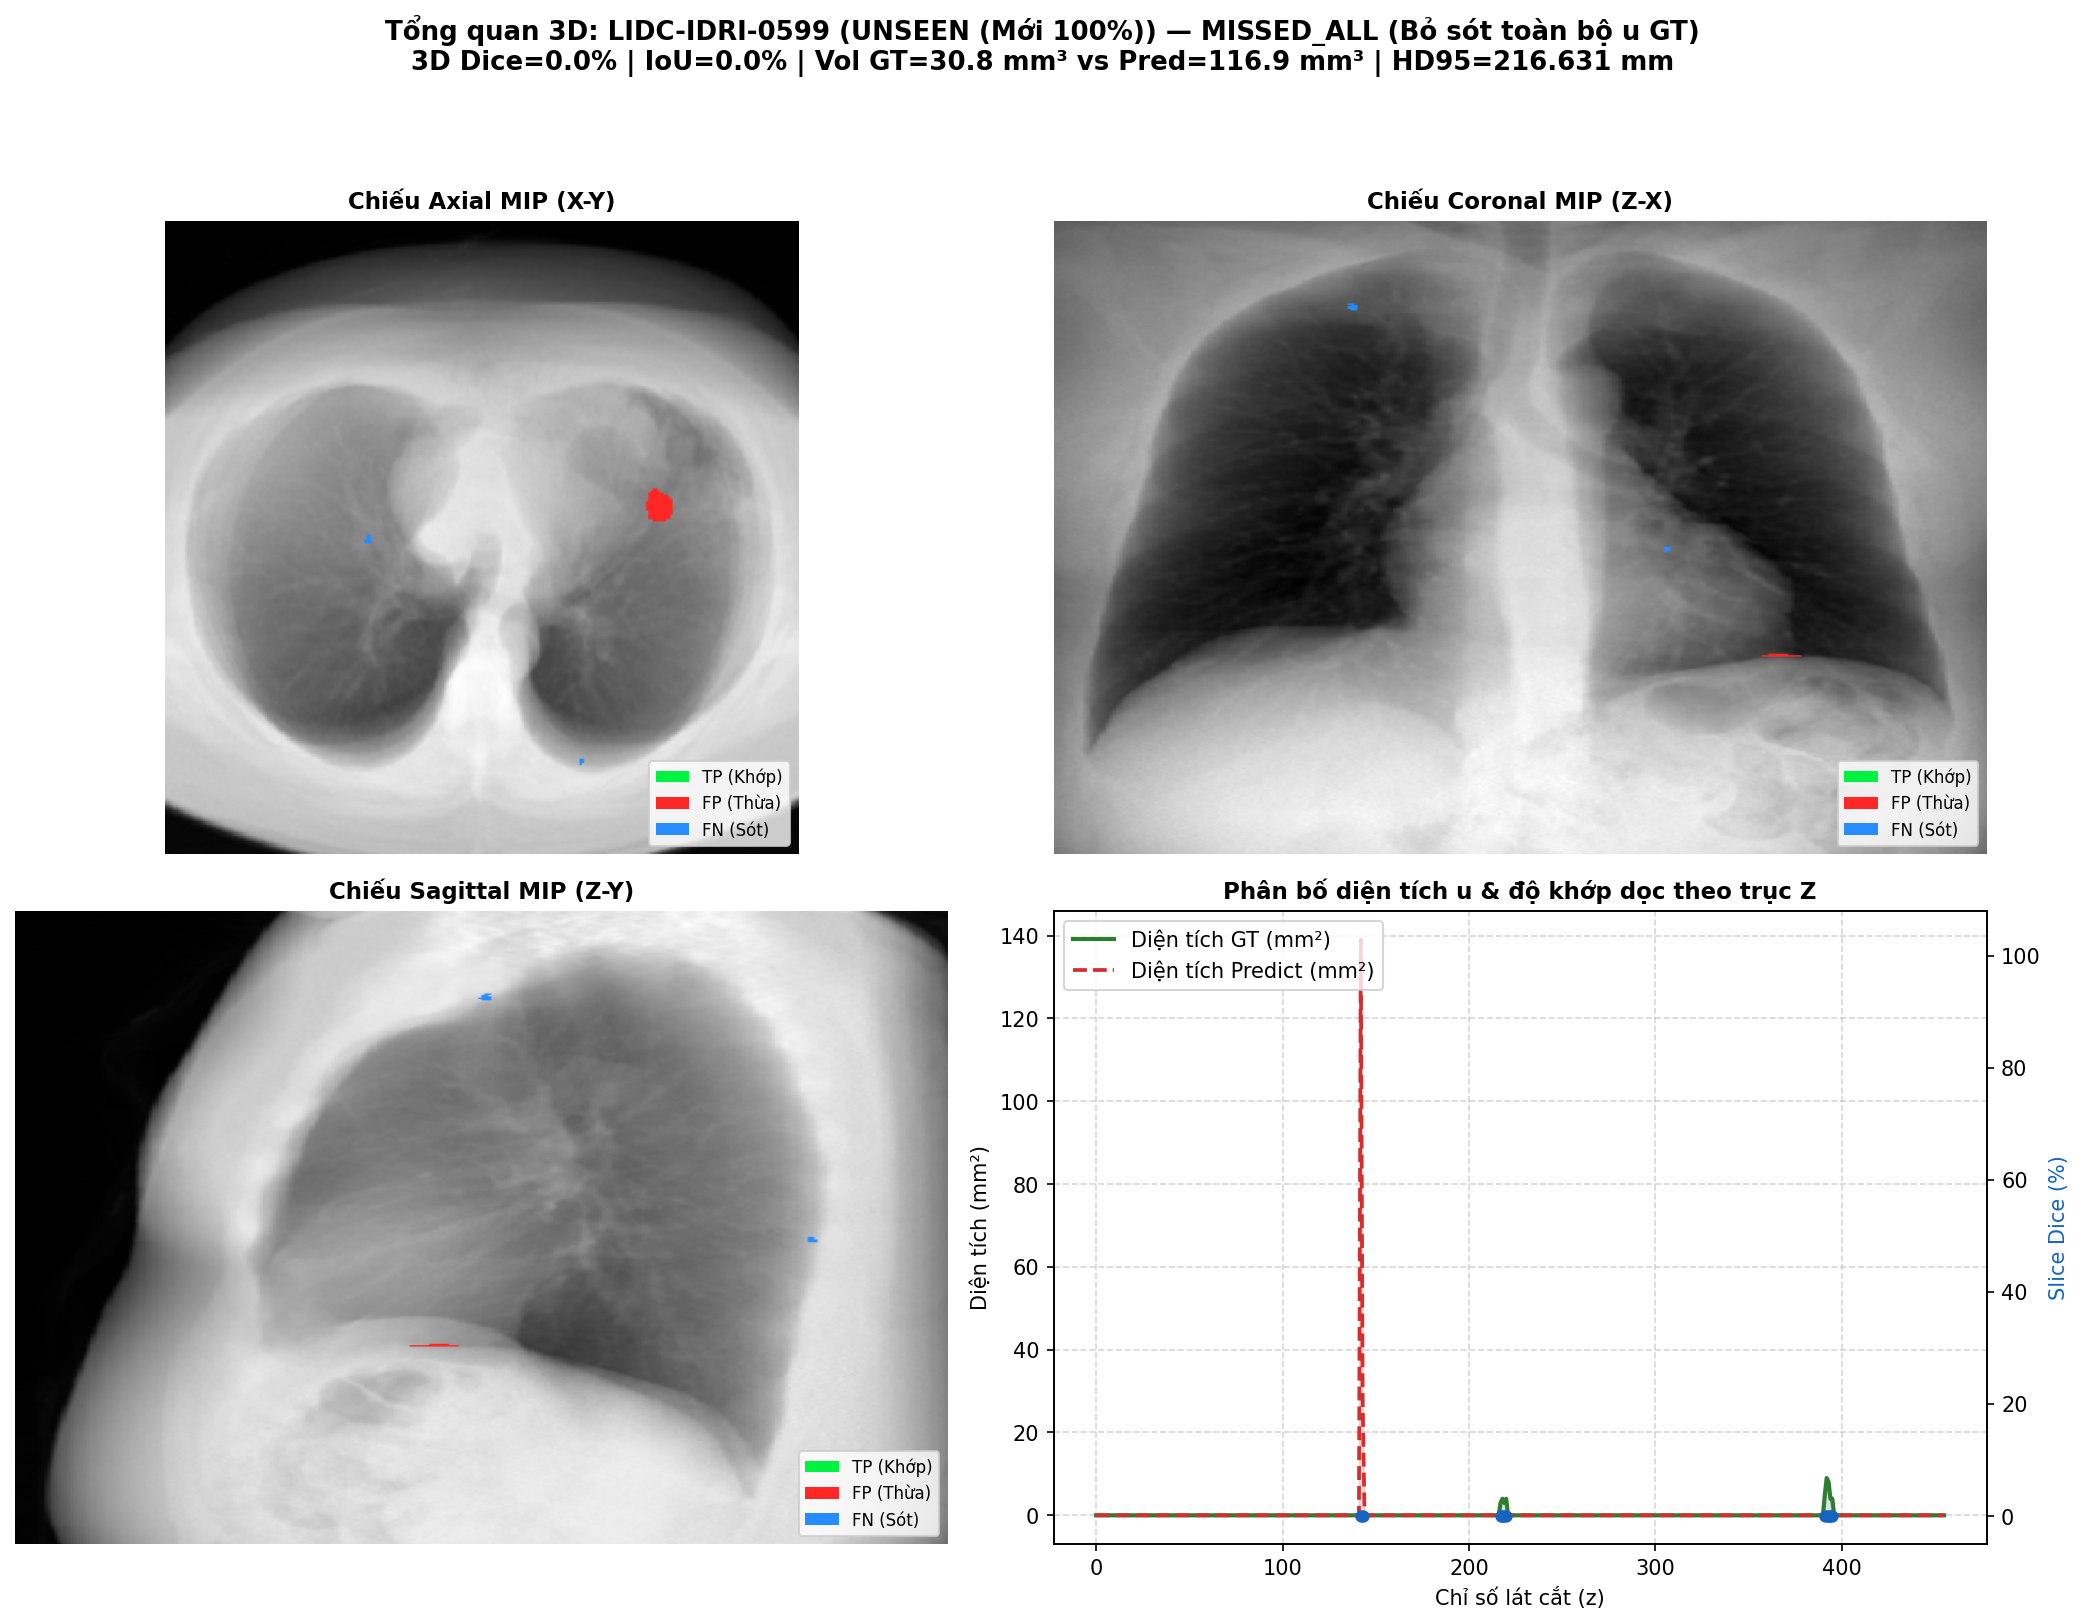 Tổng quan 3D: LIDC-IDRI-0599 (UNSEEN (Mới 100%)) — MISSED_ALL (Bỏ sót toàn bộ u GT)
3D Dice=0.0% | IoU=0.0% | Vol GT=30.8 mm³ vs Pred=116.9 mm³ | HD95=216.631 mm
Chiếu Axial MIP (X-Y)
TP (Khớp)
FP (Thừa)
FN (Sót)
Chiếu Coronal MIP (Z-X)
TP (Khớp)
FP (Thừa)
FN (Sót)
Chiếu Sagittal MIP (Z-Y)
TP (Khớp)
FP (Thừa)
FN (Sót)
Phân bố diện tích u & độ khớp dọc theo trục Z
Diện tích GT (mm²)
Diện tích Predict (mm²)
Diện tích (mm²)
140
120
100
80
60
40
20
0
100
80
60
40
20
0
Slice Dice (%)
0 100 200 300 400
Chỉ số lát cắt (z)